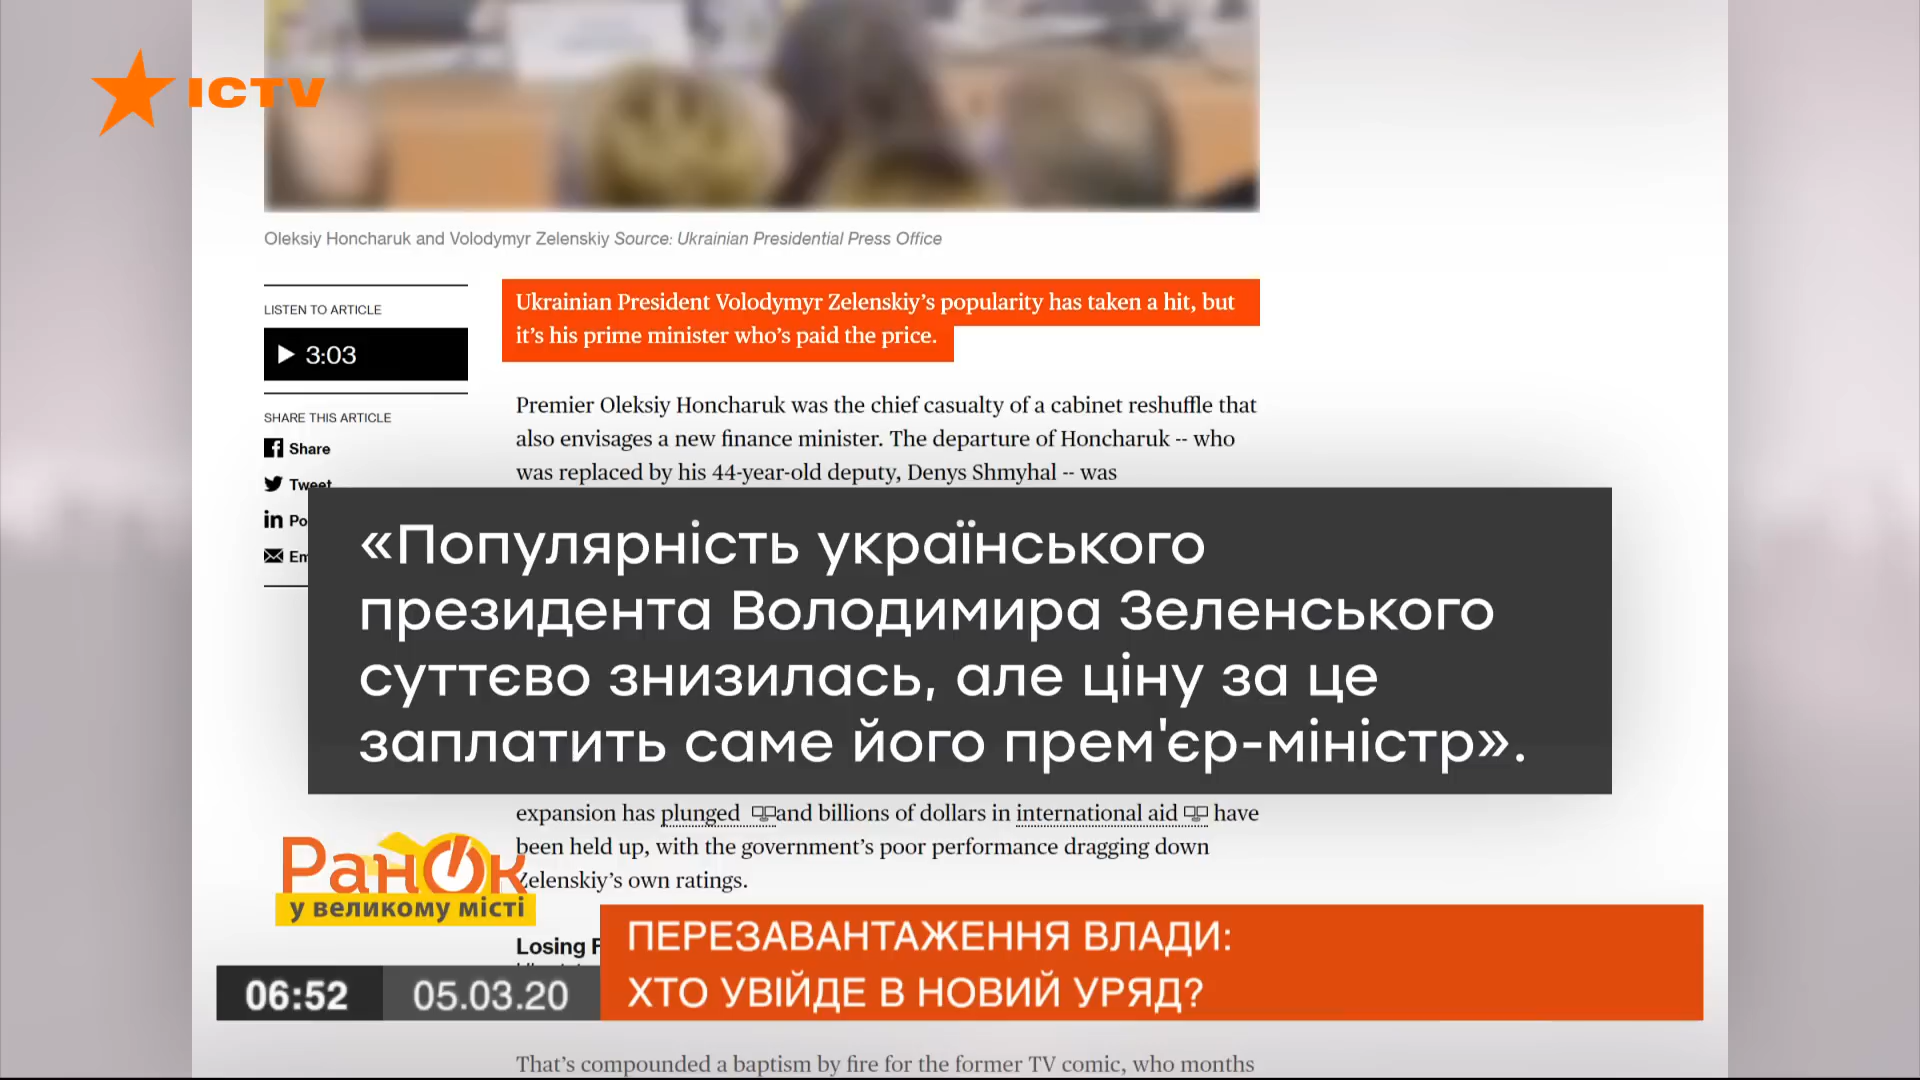 ICTV
Oleksiy Honcharuk and Volodymyr Zelenskiy Source: Ukrainian Presidential Press Office
LISTEN TO ARTICLE
3:03
SHARE THIS ARTICLE
Share
Tweet
Po
Em
Ukrainian President Volodymyr Zelenskiy’s popularity has taken a hit, but
it’s his prime minister who’s paid the price.
Premier Oleksiy Honcharuk was the chief casualty of a cabinet reshuffle that
also envisages a new finance minister. The departure of Honcharuk -- who
was replaced by his 44-year-old deputy, Denys Shmyhal -- was
«Популярність українського
президента Володимира Зеленського
суттєво знизилась, але ціну за це
заплатить саме його прем'єр-міністр».
expansion has plunged and billions of dollars in international aid have
been held up, with the government’s poor performance dragging down
Zelenskiy’s own ratings.
Ранок
у великому місті
Losing F
ПЕРЕЗАВАНТАЖЕННЯ ВЛАДИ:
ХТО УВІЙДЕ В НОВИЙ УРЯД?
06:52 05.03.20
That’s compounded a baptism by fire for the former TV comic, who months